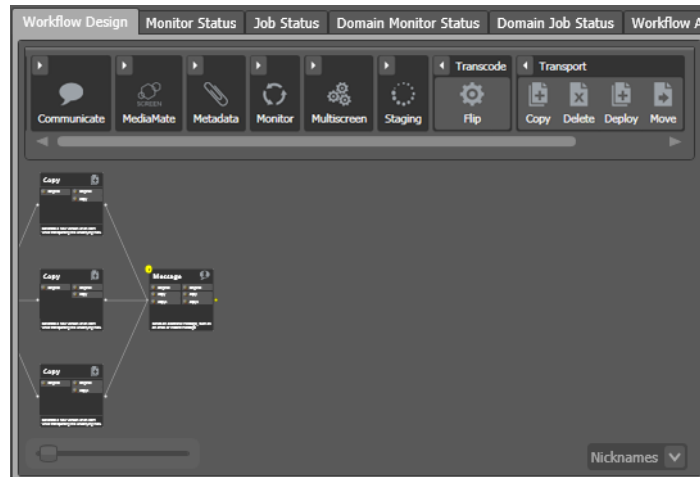 Workflow Design Monitor Status Job Status Domain Monitor Status Domain Job Status Workflow A
Transcode Transport
SCREEN
Communicate MediaMate Metadata Monitor Multiscreen Staging Flip Copy Delete Deploy Move
Copy
Copy
Message
Copy
Nicknames